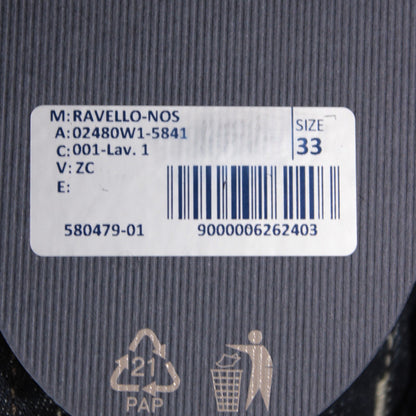 M: RAVELLO-NOS
A: 02480W1-5841
C: 001-Lav. 1
V: ZC
E:
SIZE
33
580479-01
9000006262403
21
PAP